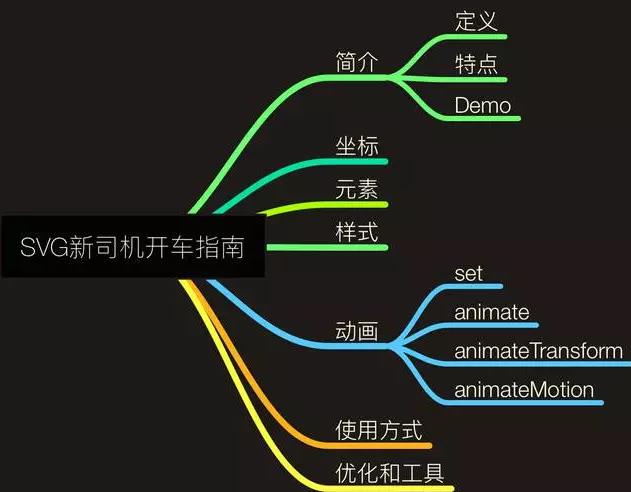 SVG新司机开车指南
简介
定义
特点
Demo
坐标
元素
样式
动画
set
animate
animateTransform
animateMotion
使用方式
优化和工具